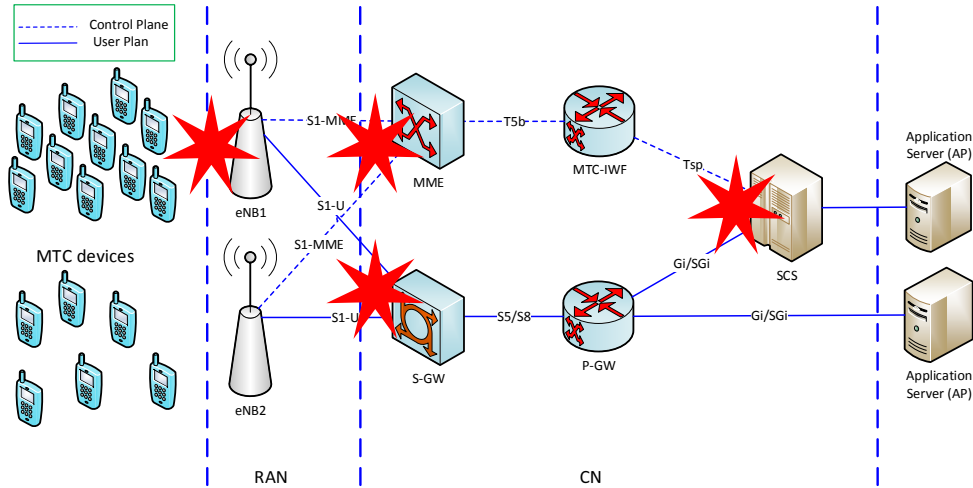 Control Plane
User Plan
S1-MME
T5b
MME
MTC-IWF
Tsp
Application
Server (AP)
eNB1
S1-U
MTC devices
S1-MME
Gi/SGi
SCS
S1-U
S5/S8
Gi/SGi
S-GW
P-GW
Application
Server (AP)
eNB2
RAN
CN